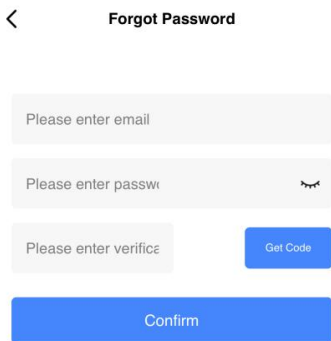 Forgot Password
Please enter email
Please enter passw
Please enter verifica
Get Code
Confirm